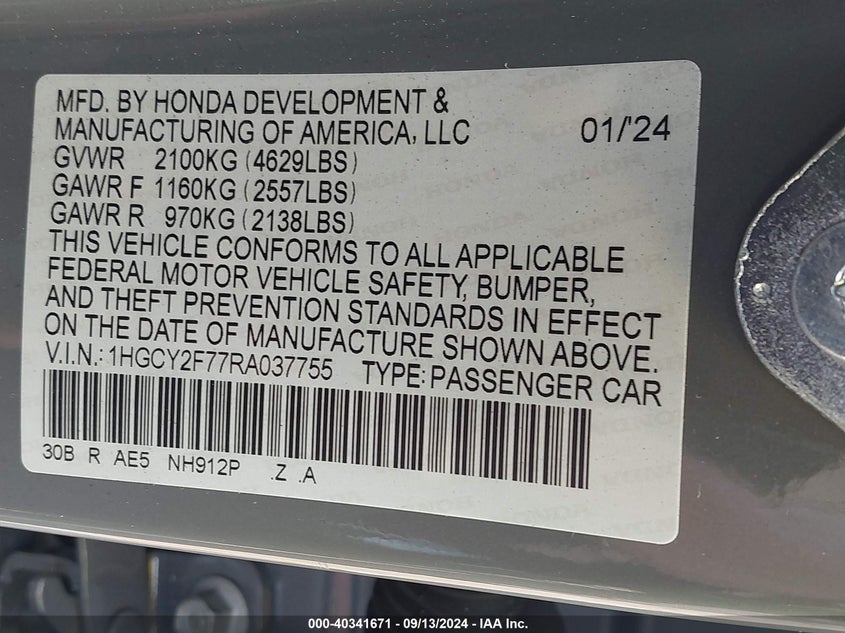 MFD. BY HONDA DEVELOPMENT &
MANUFACTURING OF AMERICA, LLC 01/'24
GVWR 2100KG (4629LBS)
GAWR F 1160KG (2557LBS)
GAWR R 970KG (2138LBS)
THIS VEHICLE CONFORMS TO ALL APPLICABLE
FEDERAL MOTOR VEHICLE SAFETY, BUMPER,
AND THEFT PREVENTION STANDARDS IN EFFECT
ON THE DATE OF MANUFACTURE SHOWN ABOVE.
V.I.N.: 1HGCY2F77RA037755 TYPE: PASSENGER CAR
30B R AE5 NH912P .Z .A
000-40341671 - 09/13/2024 - IAA Inc.